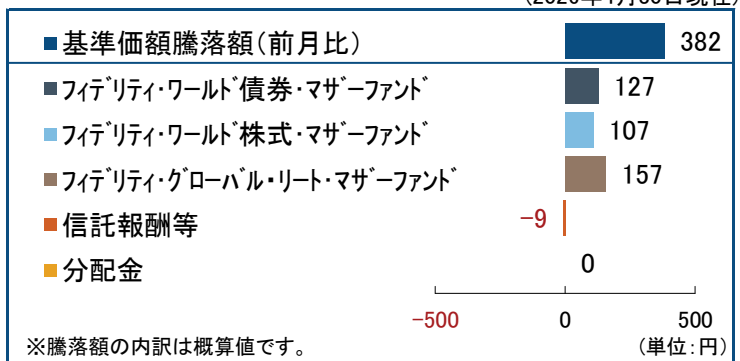 ■基準価額騰落額(前月比) 382
■フィデリティ・ワールド債券・マザーファンド 127
■フィデリティ・ワールド株式・マザーファンド 107
■フィデリティ・グローバル・リート・マザーファンド 157
■信託報酬等 -9
■分配金 0
-500 0 500
※騰落額の内訳は概算値です。 (単位:円)